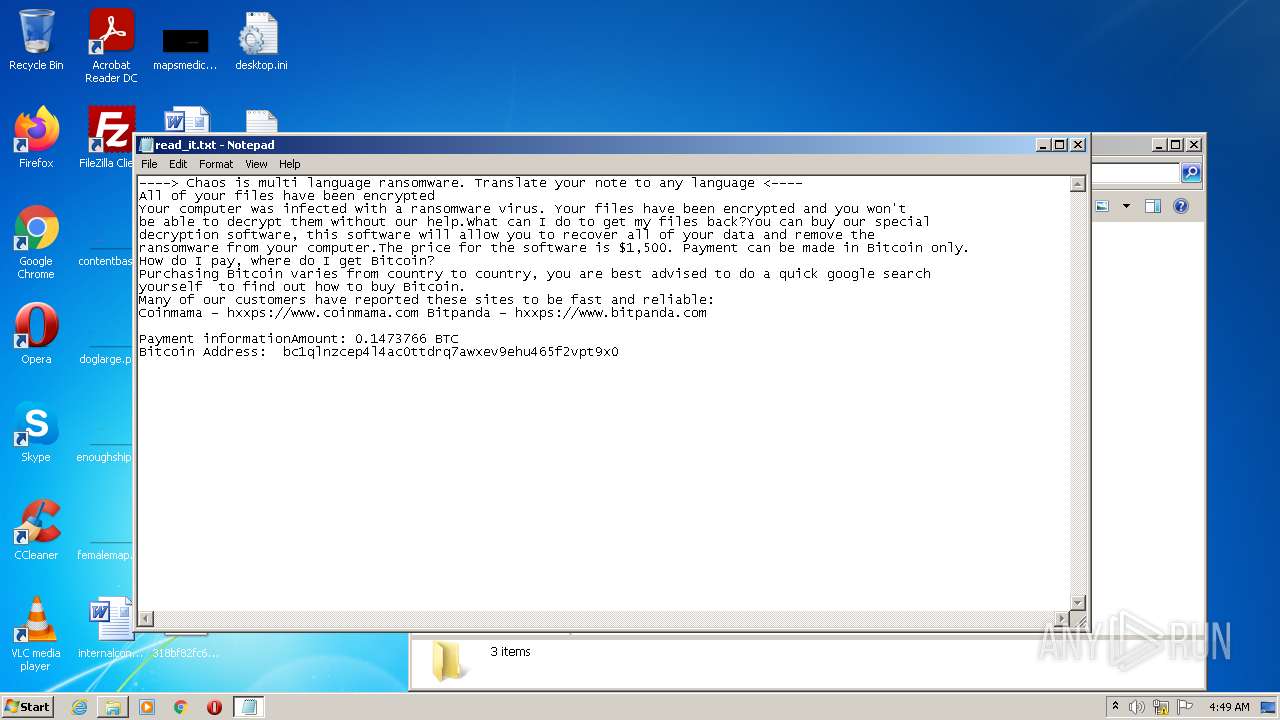 Recycle Bin
Acrobat Reader DC
mapsmedic...
desktop.ini
Firefox
FileZilla Clie
Google Chrome
contentbas
Opera
doglarge.p
Skype
enoughship
CCleaner
femalemap.
VLC media player
internalcon...
318bf82fc6...
read_it.txt - Notepad
File Edit Format View Help
----> Chaos is multi language ransomware. Translate your note to any language <----
All of your files have been encrypted
Your computer was infected with a ransomwana virus. Your files have been encrypted and you won't
be able to decrypt them without our help.What can I do to get my files back?You can buy our special
decryption software, this software will allow you to recover all of your data and remove the
ransomware from your computer.The price for the software is $1,500. Payment can be made in Bitcoin only.
How do I pay, where do I get Bitcoin?
Purchasing Bitcoin varies from country to country, you are best advised to do a quick google search
yourself  to find out how to buy Bitcoin.
Many of our customers have reported these sites to be fast and reliable:
Coinmama - hxxps://www.coinmama.com Bitpanda - hxxps://www.bitpanda.com
Payment informationAmount: 0.1473766 BTC
Bitcoin Address:  bc1qlnzcep4l4ac0ttdrq7awxev9ehu465f2vpt9x0
3 items
ANY RUN
Start
4:49 AM